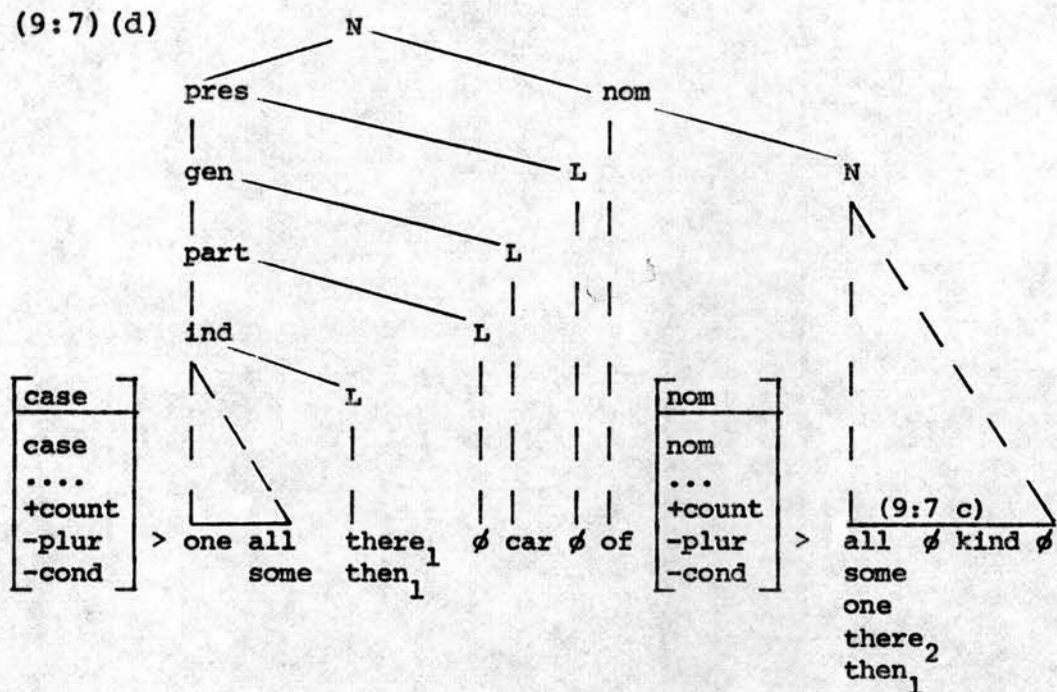 (9:7)(d) N
pres nom
gen L N
part L
ind L
case L nom
case nom
.... ...
+count +count (9:7 c)
-plur > one all there₁ ø car ø of -plur > all ø kind ø
-cond some then₁ -cond some
one
there₂
then₁